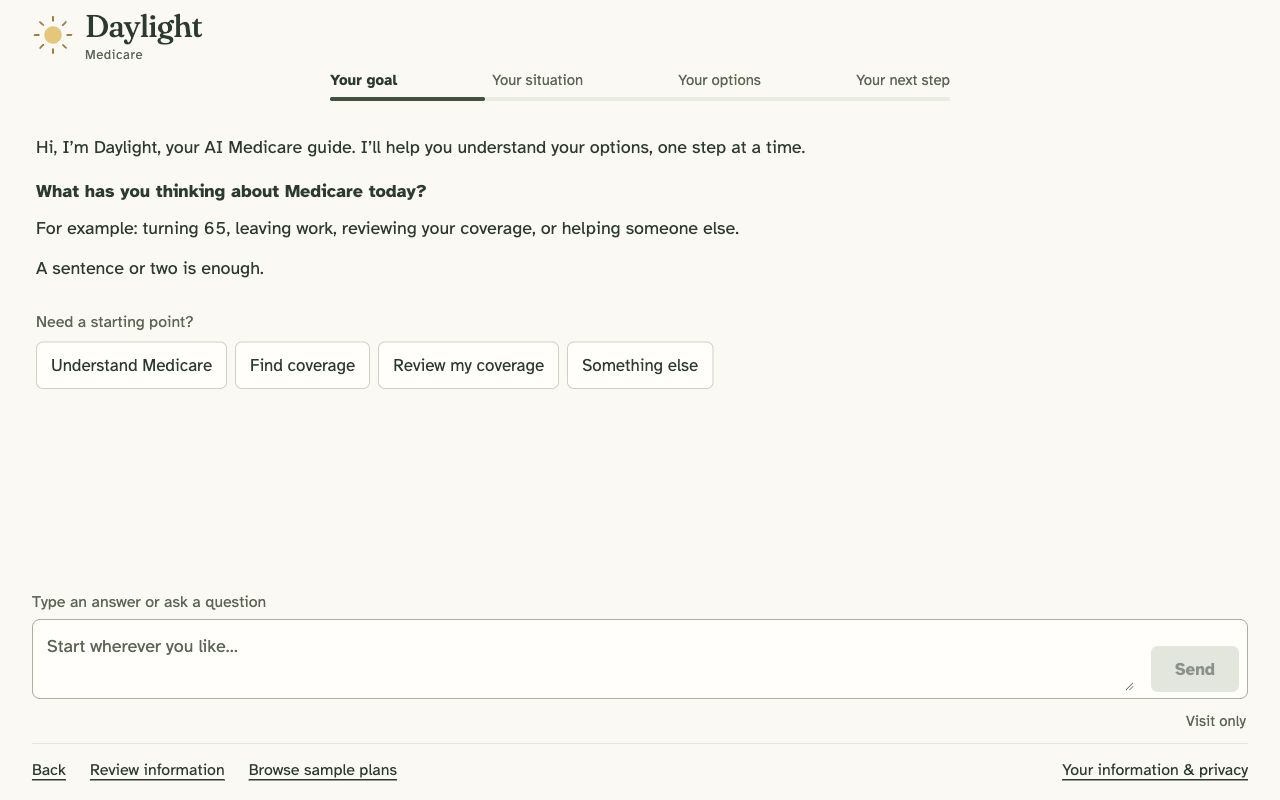 Daylight
Medicare
Your goal
Your situation
Your options
Your next step
Hi, I’m Daylight, your AI Medicare guide. I’ll help you understand your options, one step at a time.
What has you thinking about Medicare today?
For example: turning 65, leaving work, reviewing your coverage, or helping someone else.
A sentence or two is enough.
Need a starting point?
Understand Medicare
Find coverage
Review my coverage
Something else
Type an answer or ask a question
Start wherever you like...
Send
Visit only
Back
Review information
Browse sample plans
Your information & privacy